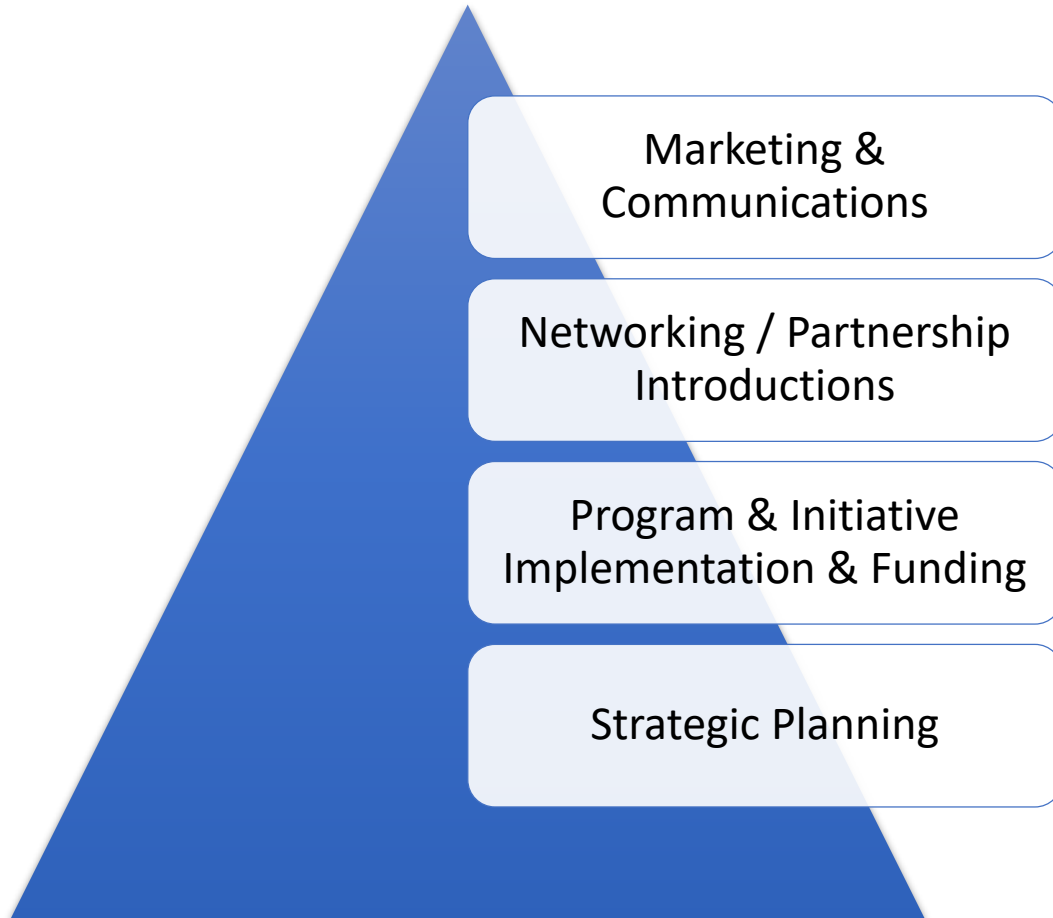 Marketing &
Communications
Networking / Partnership
Introductions
Program & Initiative
Implementation & Funding
Strategic Planning